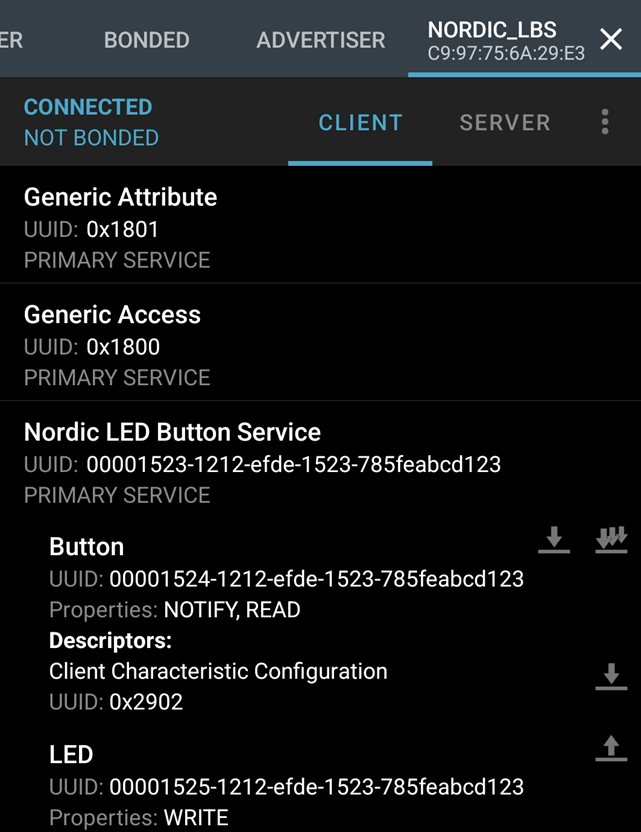 ER
BONDED
ADVERTISER
NORDIC_LBS
C9:97:75:6A:29:E3
CONNECTED
NOT BONDED
CLIENT
SERVER
Generic Attribute
UUID: 0x1801
PRIMARY SERVICE
Generic Access
UUID: 0x1800
PRIMARY SERVICE
Nordic LED Button Service
UUID: 00001523-1212-efde-1523-785feabcd123
PRIMARY SERVICE
Button
UUID: 00001524-1212-efde-1523-785feabcd123
Properties: NOTIFY, READ
Descriptors:
Client Characteristic Configuration
UUID: 0x2902
LED
UUID: 00001525-1212-efde-1523-785feabcd123
Properties: WRITE